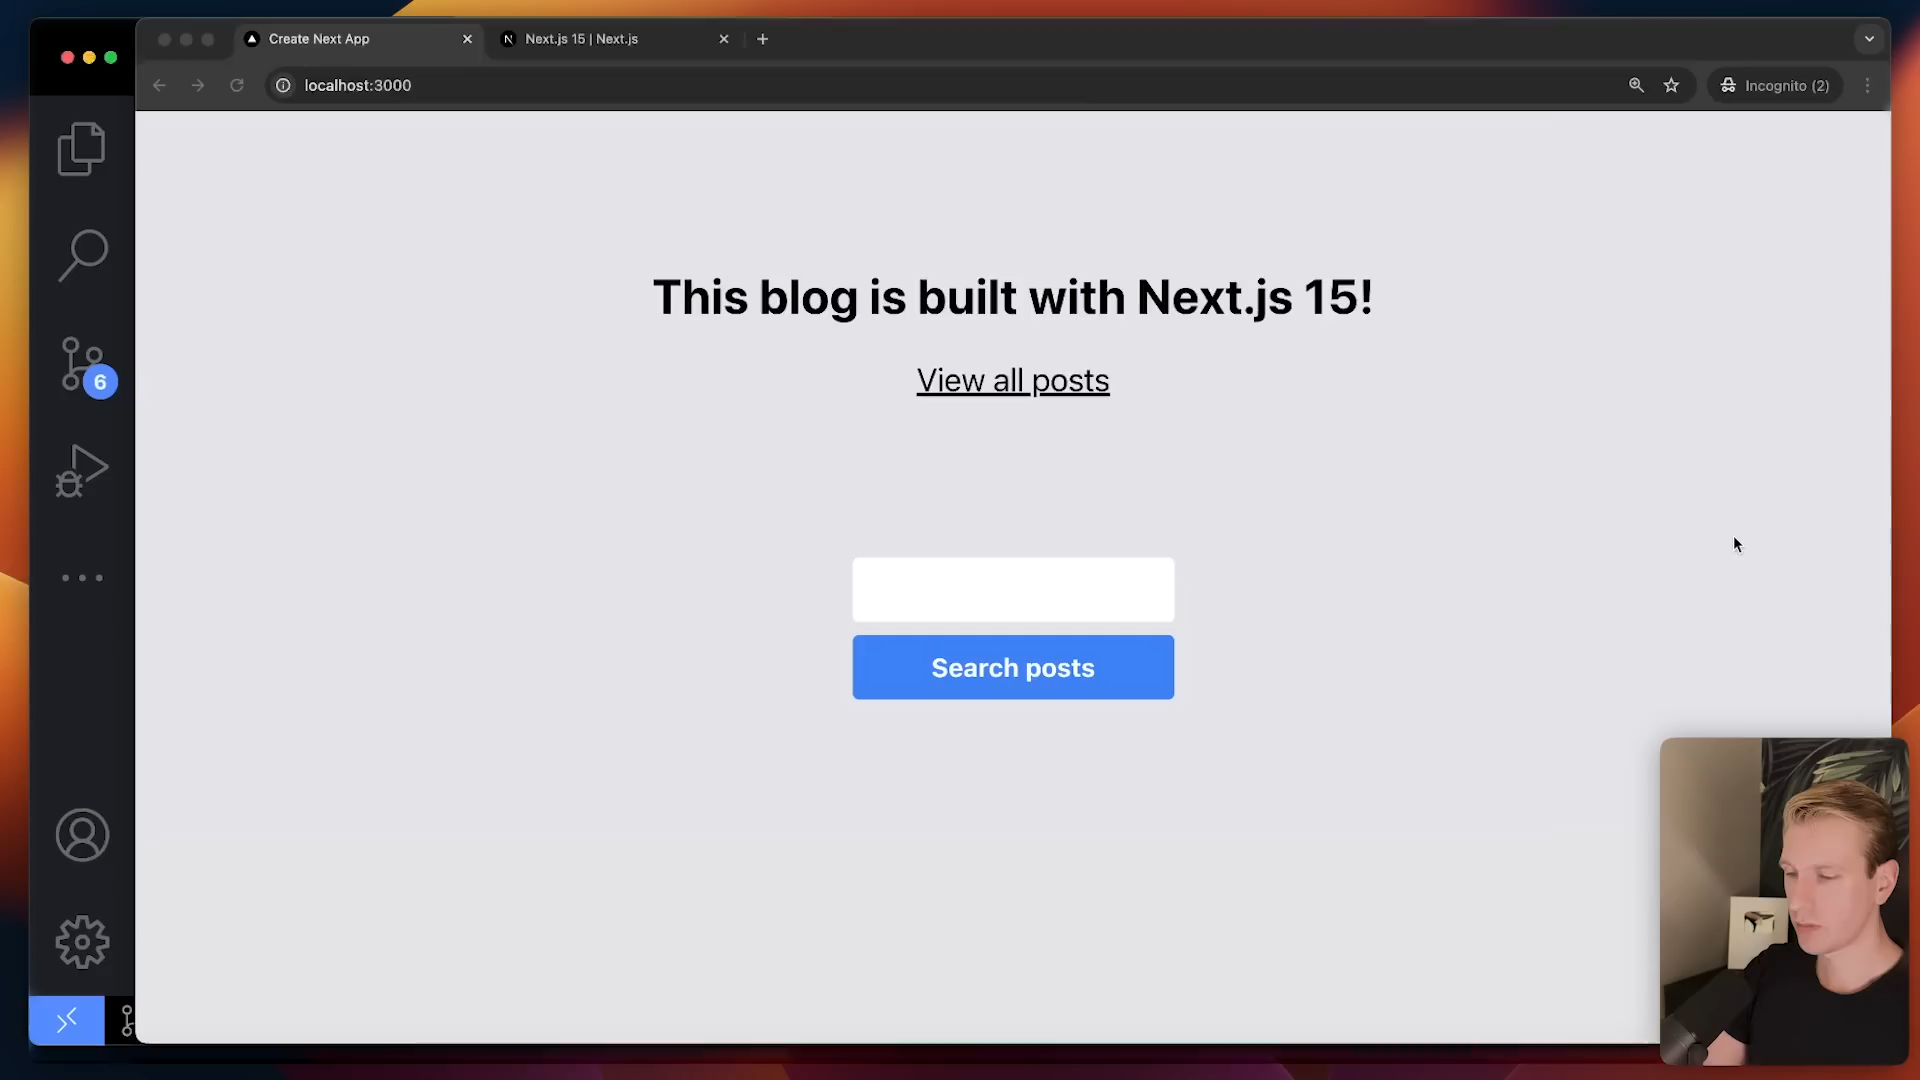 Create Next App
Next.js 15 | Next.js
localhost:3000
Incognito (2)
This blog is built with Next.js 15!
View all posts
6
Search posts